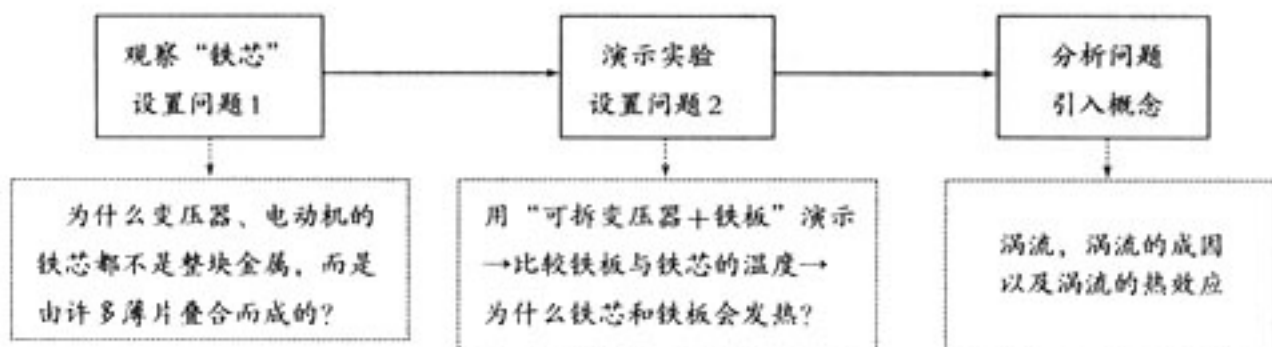 观察“铁芯”
设置问题1
演示实验
设置问题2
分析问题
引入概念
为什么变压器、电动机的
铁芯都不是整块金属，而是
由许多薄片叠合而成的？
用“可拆变压器＋铁板”演示
→比较铁板与铁芯的温度→
为什么铁芯和铁板会发热？
涡流，涡流的成因
以及涡流的热效应